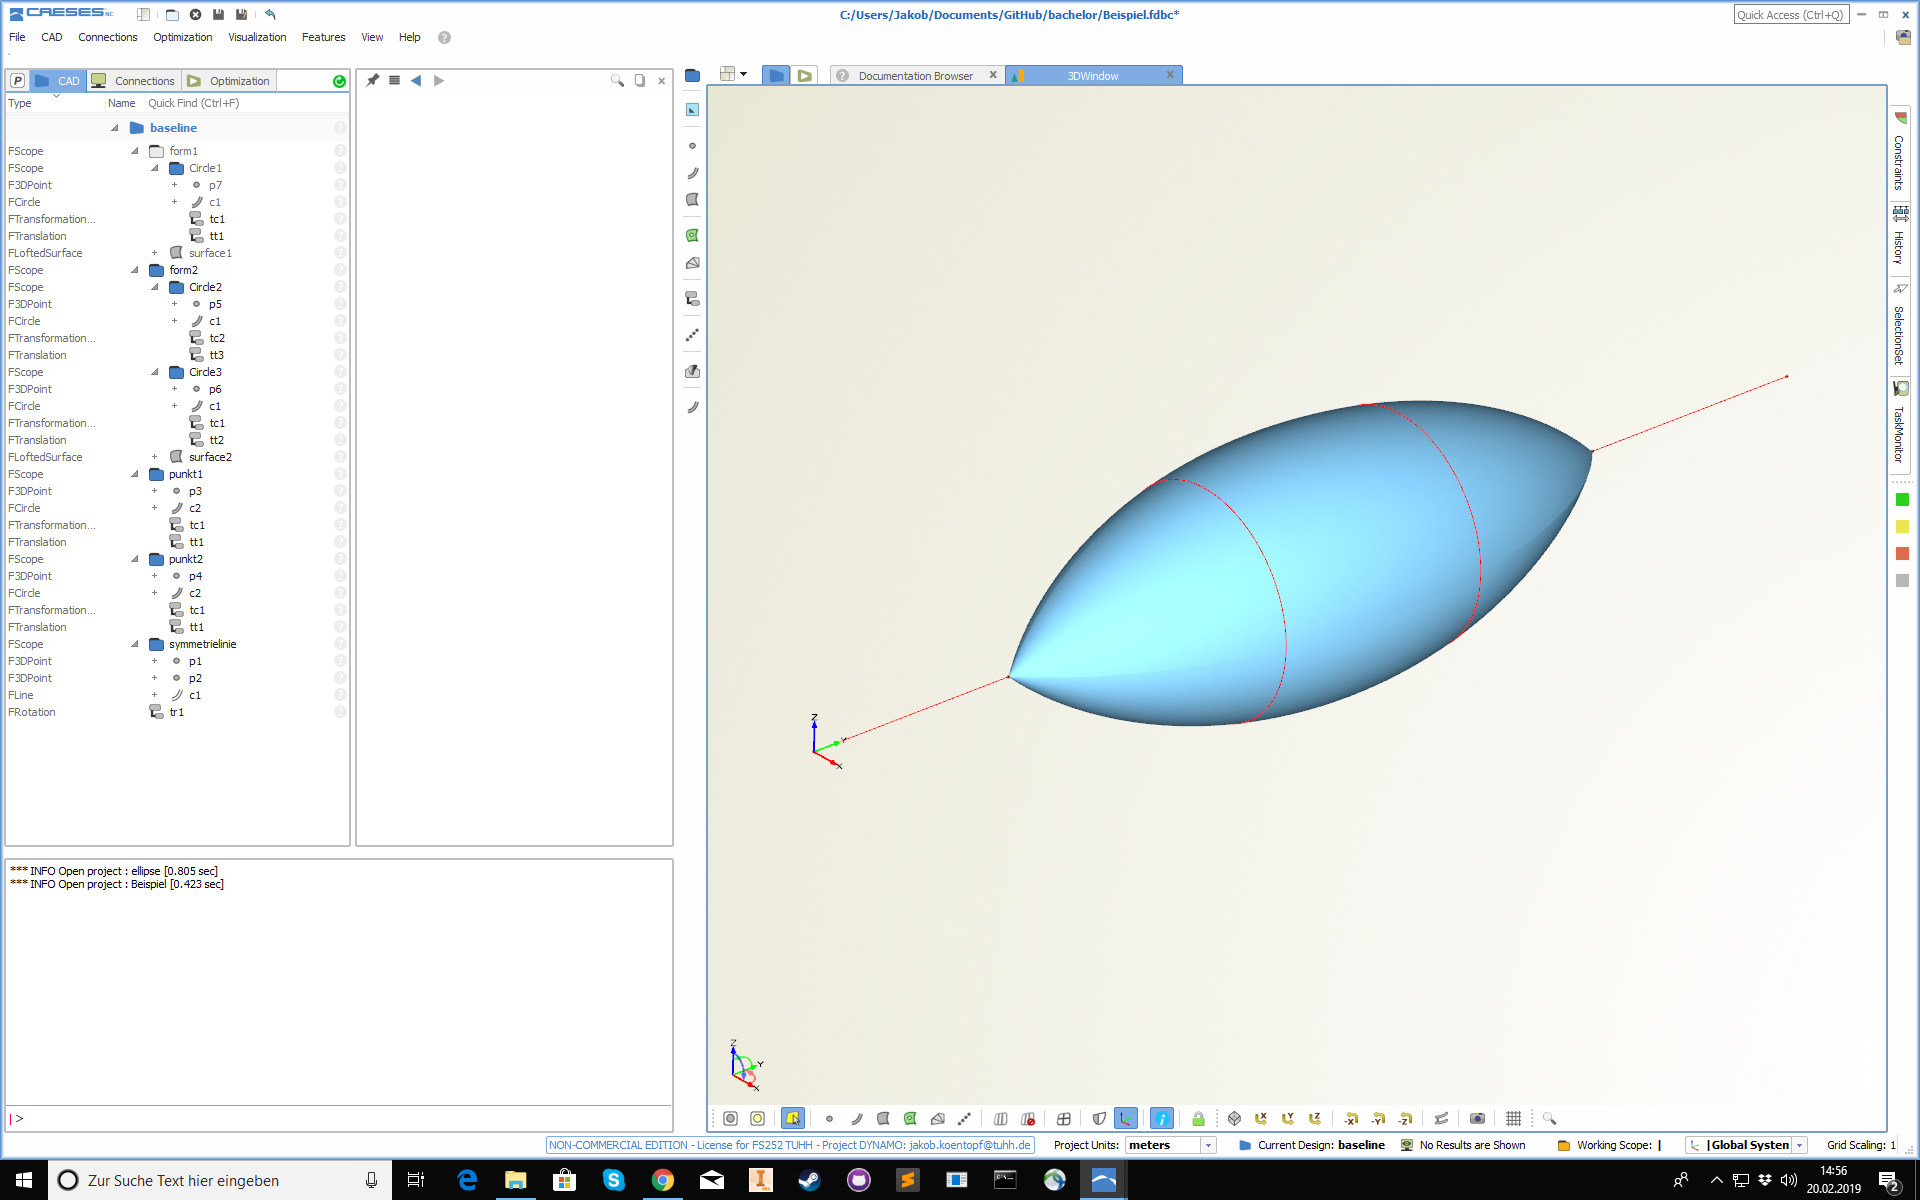 CAESES NC
C:/Users/Jakob/Documents/GitHub/bachelor/Beispiel.fdbc*
Quick Access (Ctrl+Q)
File CAD Connections Optimization Visualization Features View Help
P CAD Connections Optimization
Documentation Browser
3DWindow
Type Name Quick Find (Ctrl+F)
baseline
FScope form1
FScope Circle1
F3DPoint p7
FCircle c1
FTransformation... tc1
FTranslation tt1
FLoftedSurface surface1
FScope form2
FScope Circle2
F3DPoint p5
FCircle c1
FTransformation... tc2
FTranslation tt3
FScope Circle3
F3DPoint p6
FCircle c1
FTransformation... tc1
FTranslation tt2
FLoftedSurface surface2
FScope punkt1
F3DPoint p3
FCircle c2
FTransformation... tc1
FTranslation tt1
FScope punkt2
F3DPoint p4
FCircle c2
FTransformation... tc1
FTranslation tt1
FScope symmetrielinie
F3DPoint p1
F3DPoint p2
FLine c1
FRotation tr1
Constraints
History
SelectionSet
TaskMonitor
Z
Y
X
Z
Y
X
*** INFO Open project : ellipse [0.805 sec]
*** INFO Open project : Beispiel [0.423 sec]
|>
X Y Z -X -Y -Z
NON-COMMERCIAL EDITION - License for FS252 TUHH - Project DYNAMO: jakob.koentopf@tuhh.de
Project Units: meters
Current Design: baseline
No Results are Shown
Working Scope: |
|Global System
Grid Scaling: 1
Zur Suche Text hier eingeben
14:56
20.02.2019
2